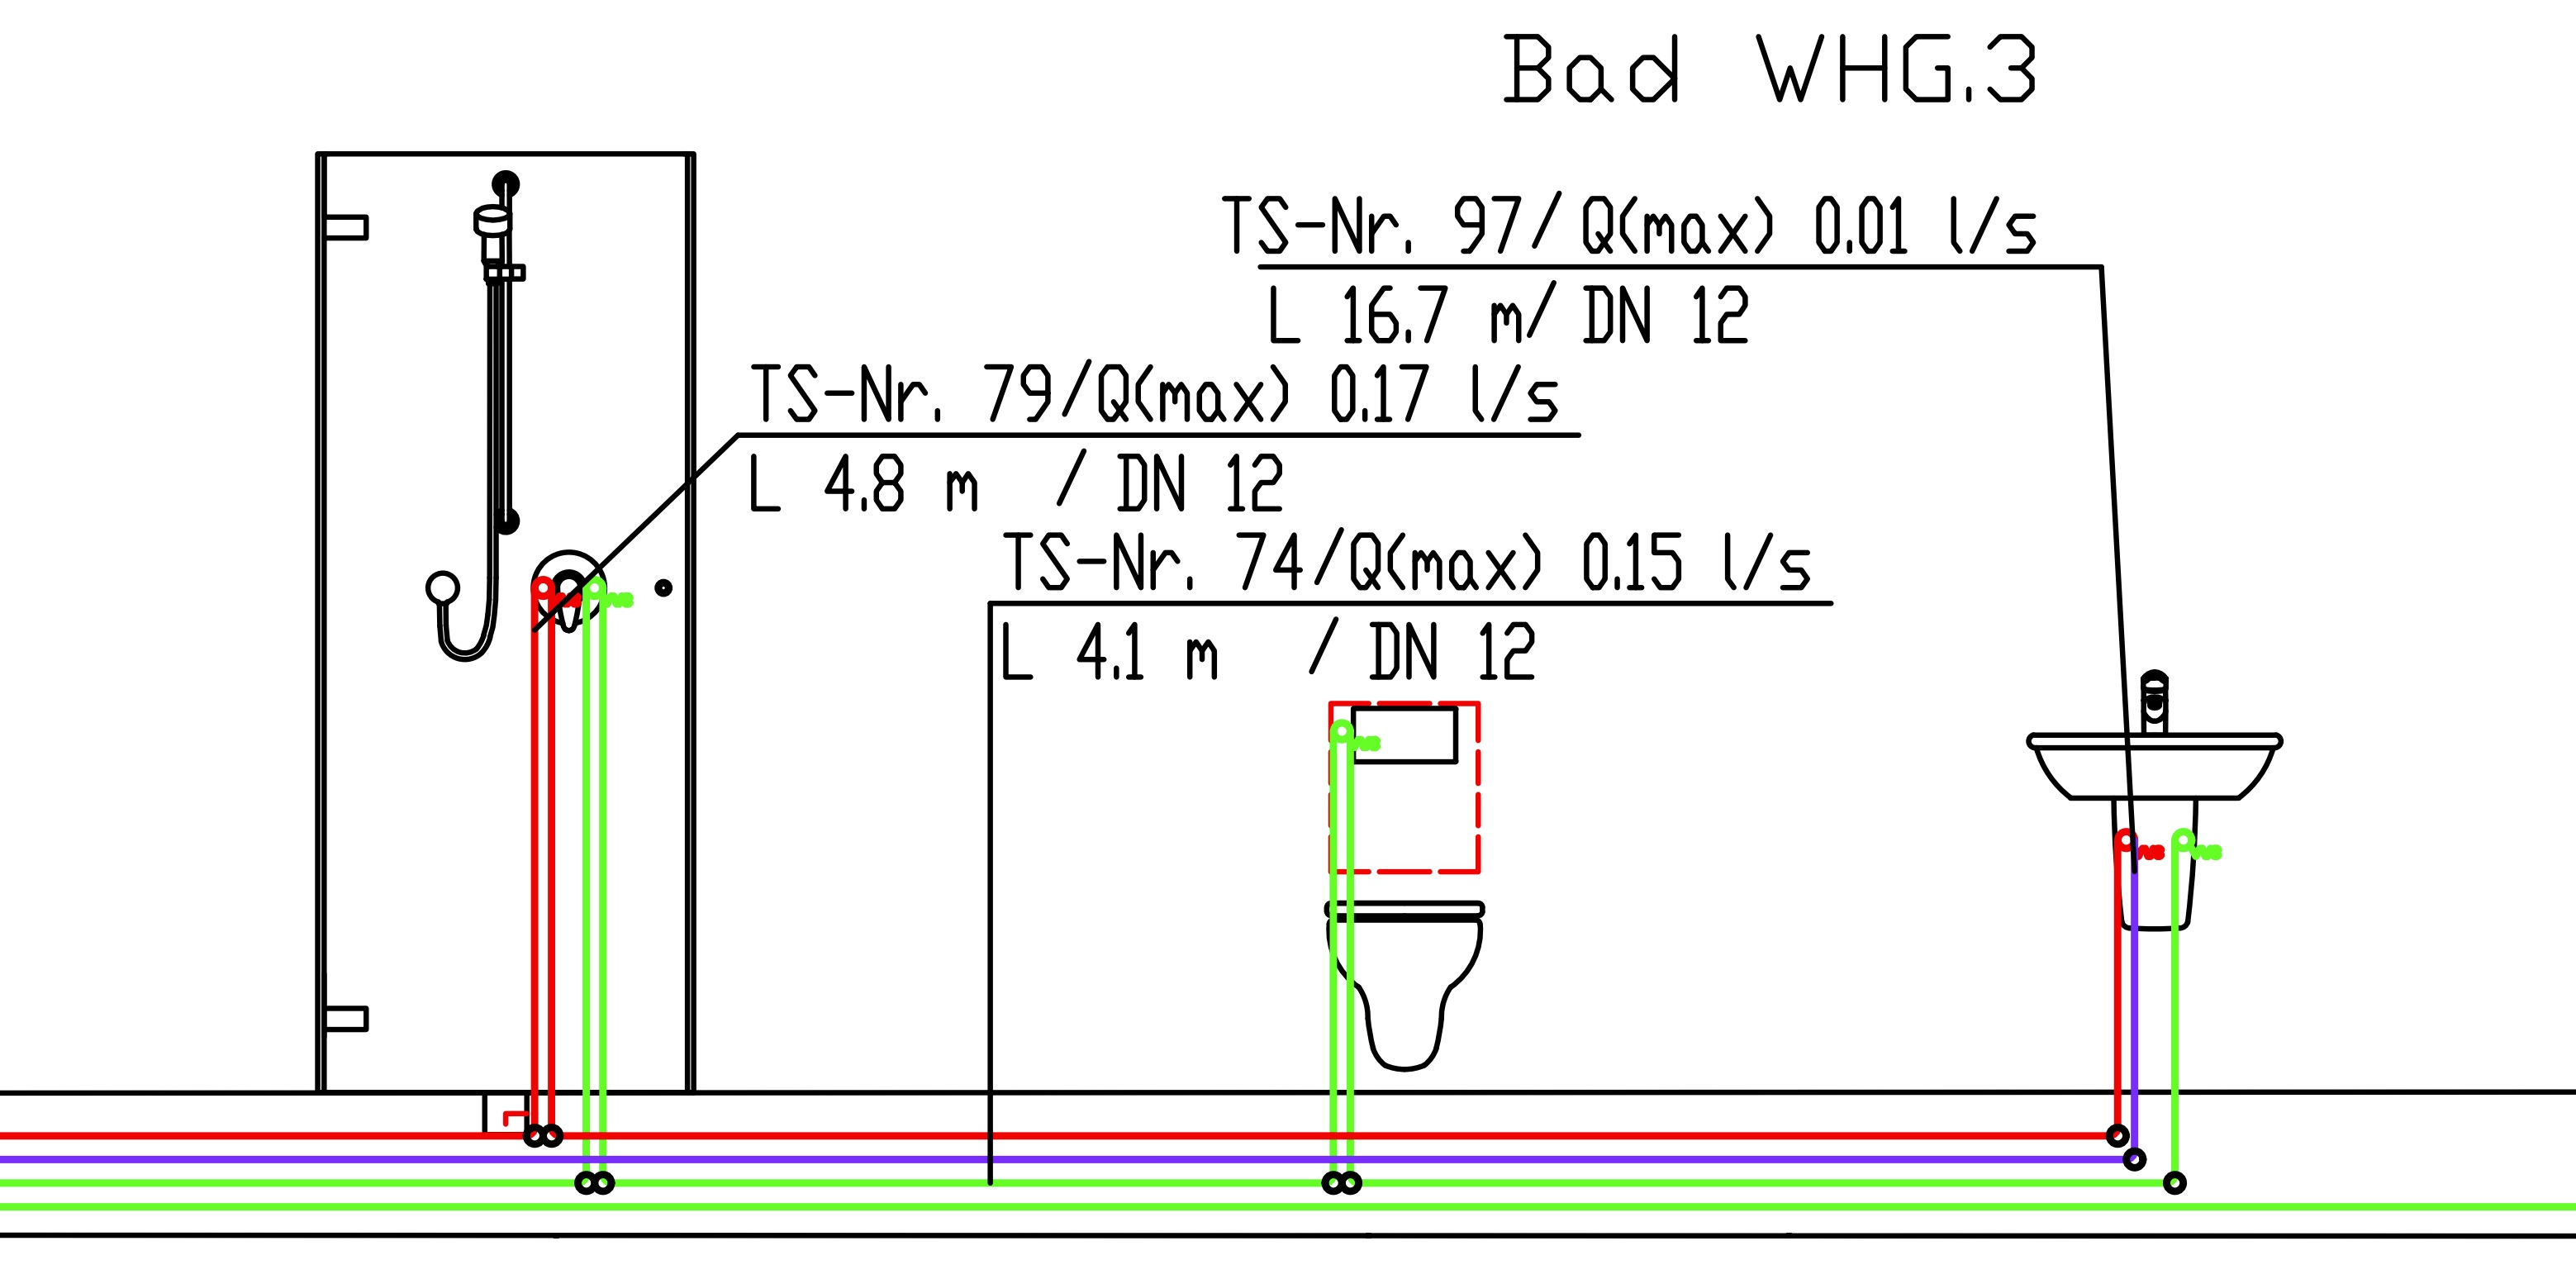 Bad WHG.3
TS-Nr. 97/Q(max) 0.01 l/s
L 16.7 m/ DN 12
TS-Nr. 79/Q(max) 0.17 l/s
L 4.8 m / DN 12
TS-Nr. 74/Q(max) 0.15 l/s
L 4.1 m / DN 12